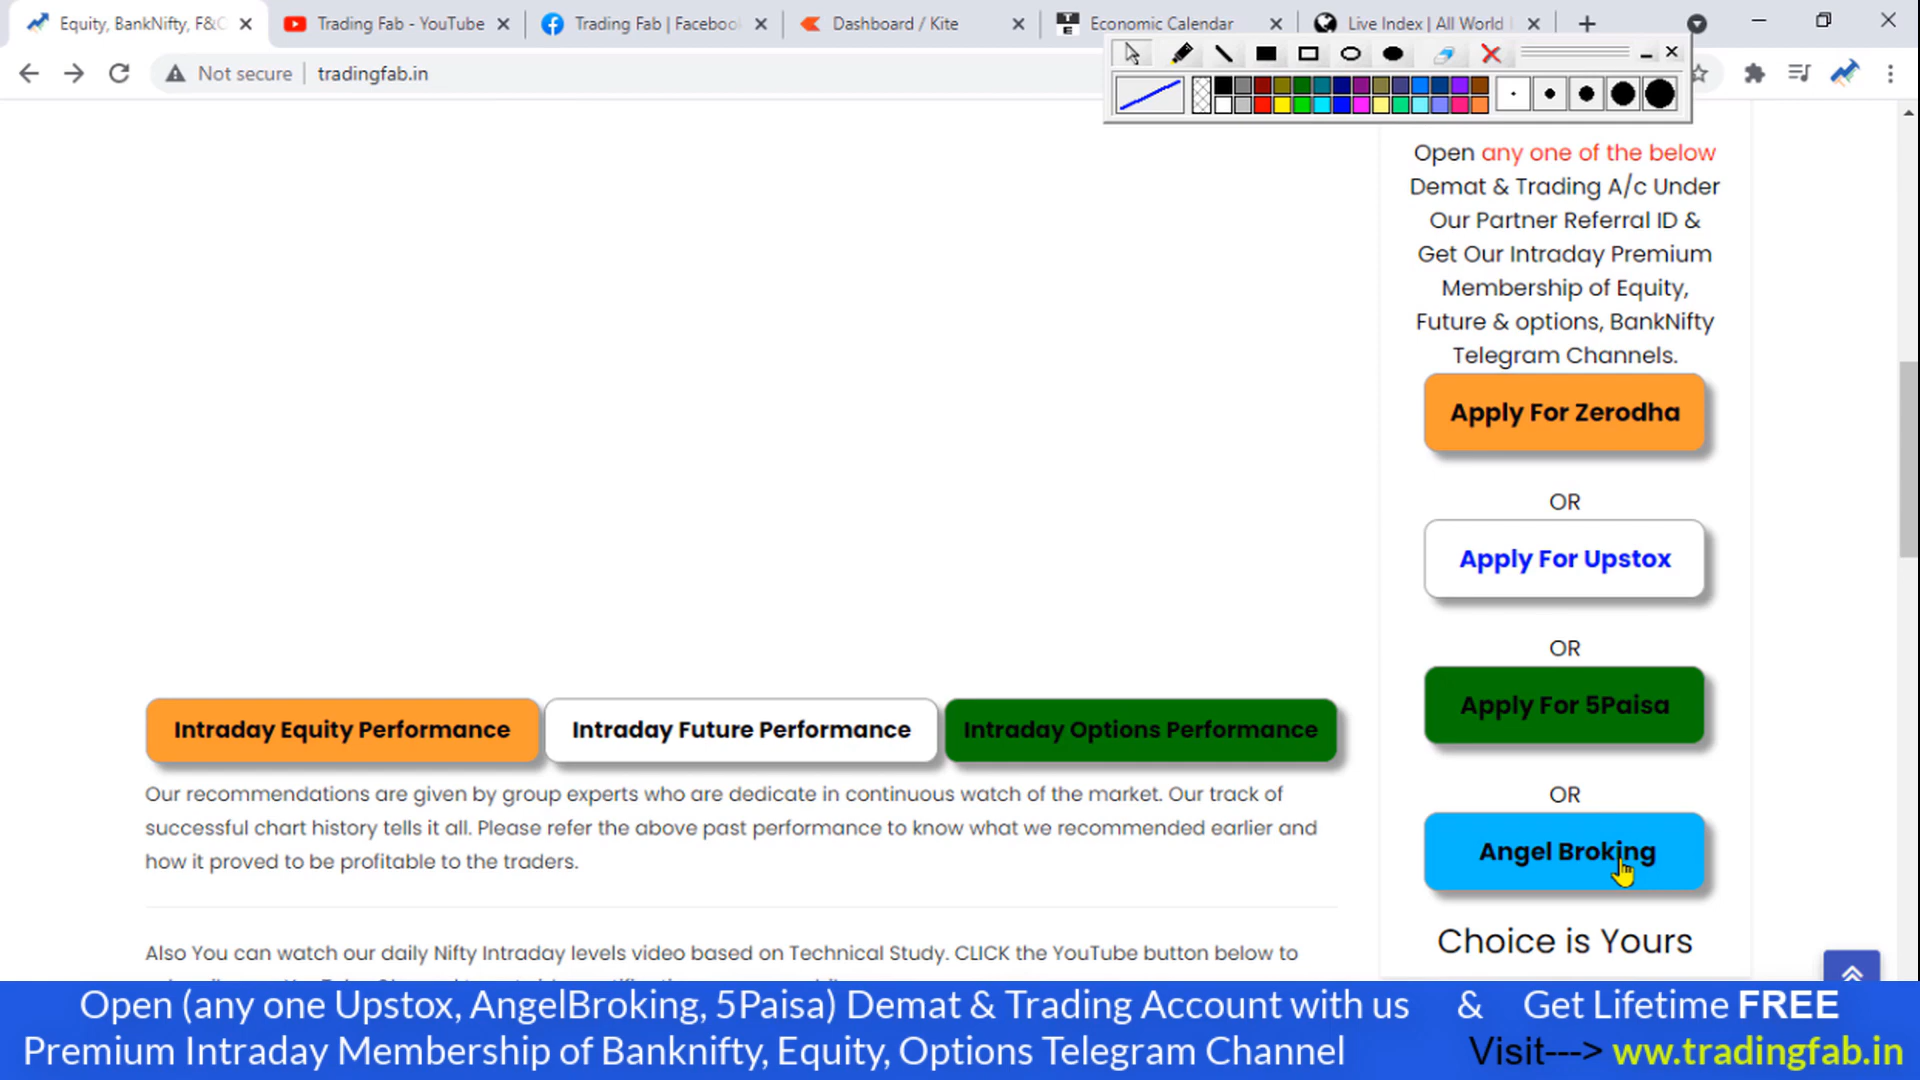 Equity, BankNifty, F&O
Trading Fab - YouTube
Trading Fab | Facebook
Dashboard / Kite
Economic Calendar
Live Index | All World
Not secure
tradingfab.in
Open any one of the below
Demat & Trading A/c Under
Our Partner Referral ID &
Get Our Intraday Premium
Membership of Equity,
Future & options, BankNifty
Telegram Channels.
Apply For Zerodha
OR
Apply For Upstox
OR
Apply For 5Paisa
OR
Angel Broking
Choice is Yours
Intraday Equity Performance
Intraday Future Performance
Intraday Options Performance
Our recommendations are given by group experts who are dedicate in continuous watch of the market. Our track of
successful chart history tells it all. Please refer the above past performance to know what we recommended earlier and
how it proved to be profitable to the traders.
Also You can watch our daily Nifty Intraday levels video based on Technical Study. CLICK the YouTube button below to
Open (any one Upstox, AngelBroking, 5Paisa) Demat & Trading Account with us & Get Lifetime FREE
Premium Intraday Membership of Banknifty, Equity, Options Telegram Channel Visit---> ww.tradingfab.in